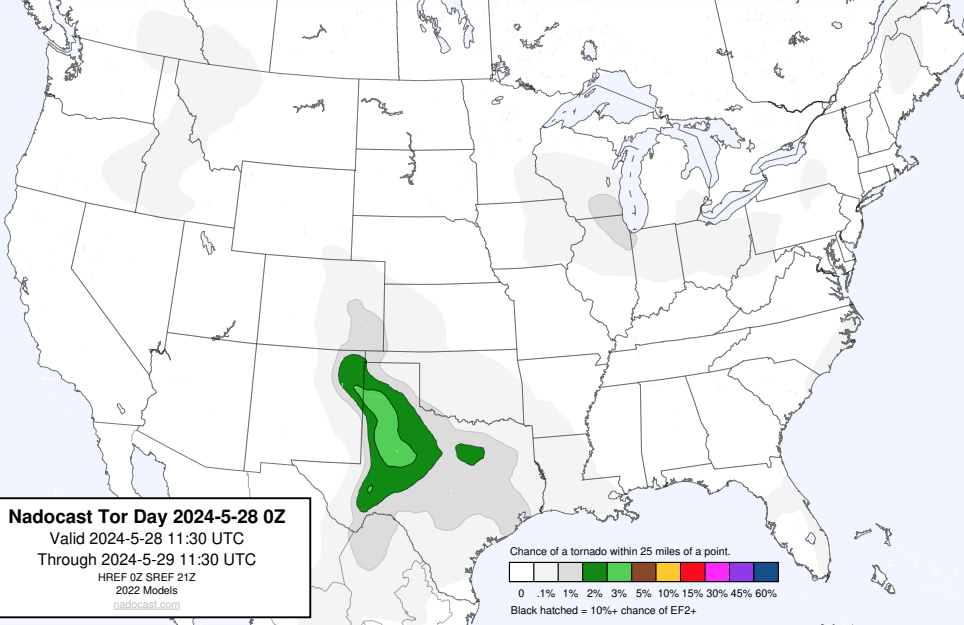 Nadocast Tor Day 2024-5-28 0Z
Valid 2024-5-28 11:30 UTC
Through 2024-5-29 11:30 UTC
HREF 0Z SREF 21Z
2022 Models
nadocast.com
Chance of a tornado within 25 miles of a point.
0 .1% 1% 2% 3% 5% 10% 15% 30% 45% 60%
Black hatched = 10%+ chance of EF2+